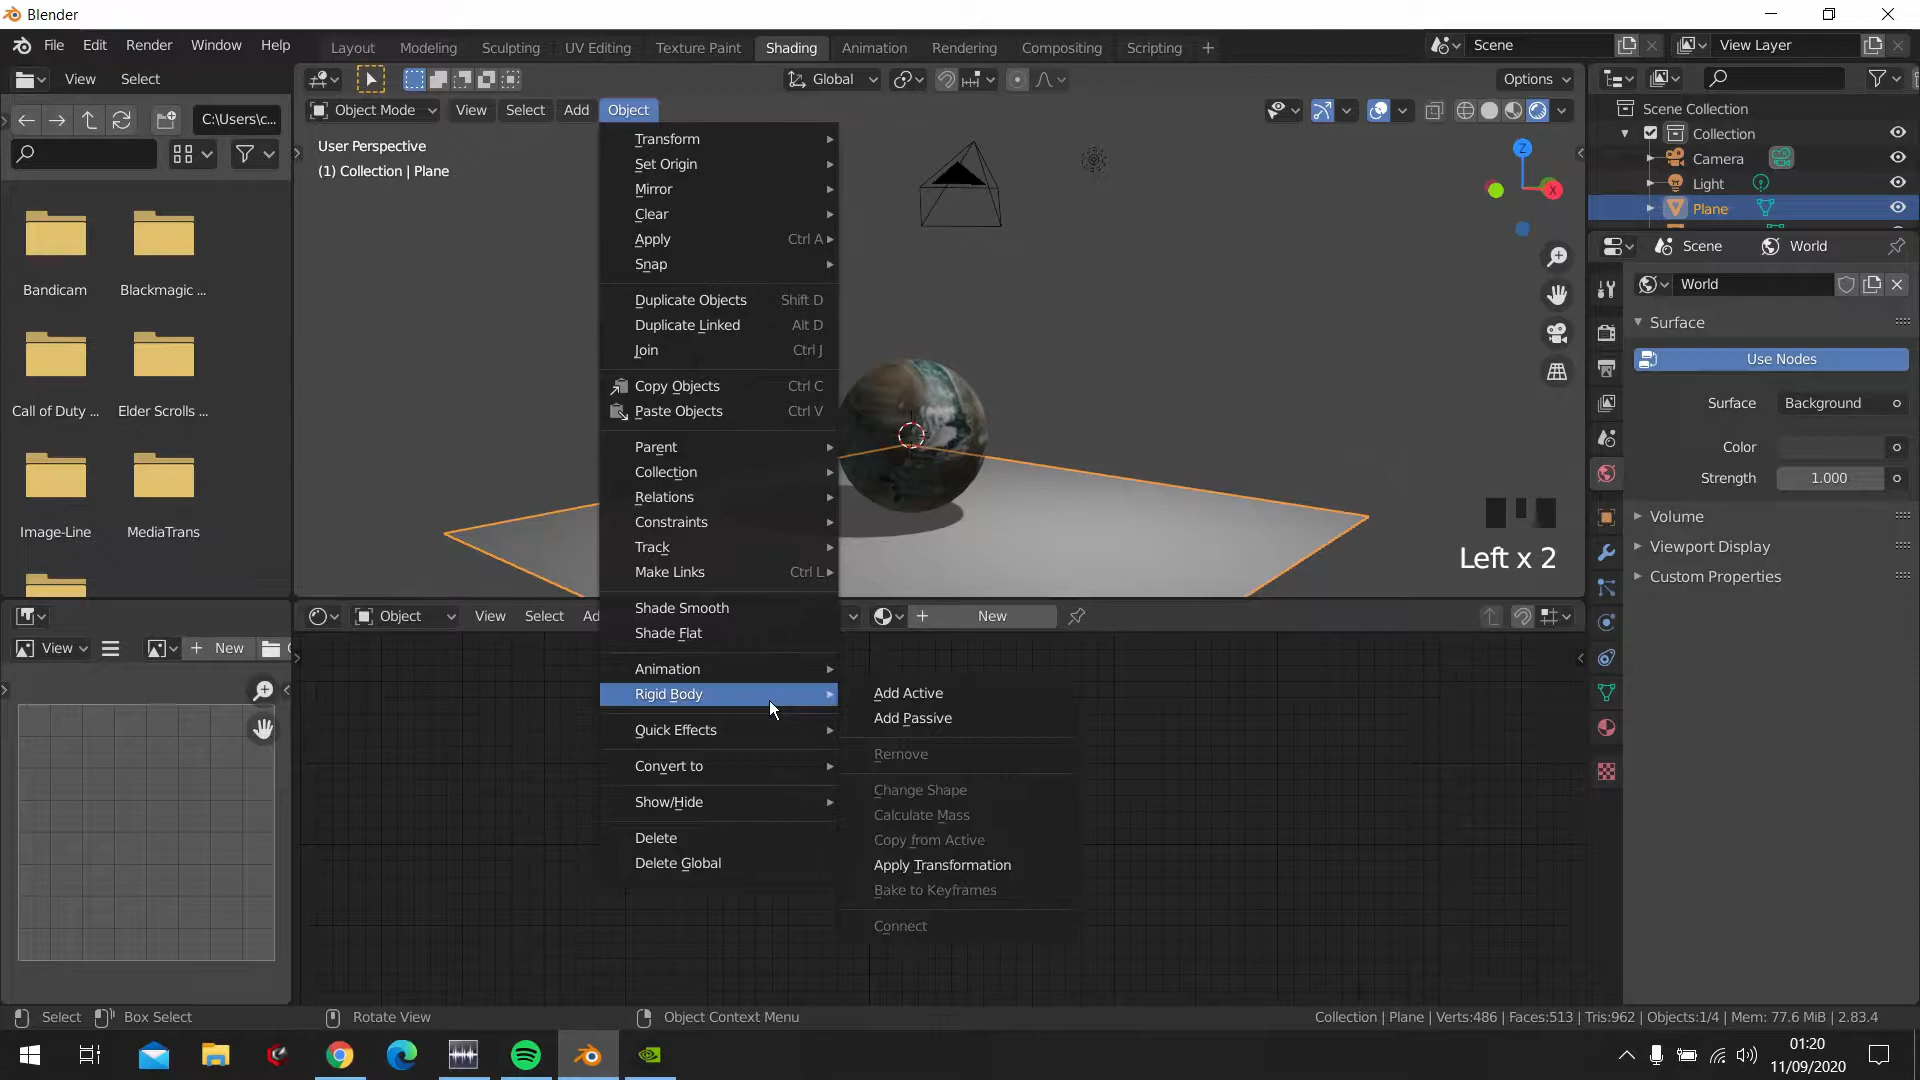 Blender
File Edit Render Window Help
Layout Modeling Sculpting UV Editing Texture Paint Shading Animation Rendering Compositing Scripting +
Scene
View Layer
View Select
Global
Options
Object Mode View Select Add Object
C:\Users\c...
User Perspective
(1) Collection | Plane
Bandicam
Blackmagic ...
Call of Duty ...
Elder Scrolls ...
Image-Line
MediaTrans
Transform
Set Origin
Mirror
Clear
Apply Ctrl A
Snap
Duplicate Objects Shift D
Duplicate Linked Alt D
Join Ctrl J
Copy Objects Ctrl C
Paste Objects Ctrl V
Parent
Collection
Relations
Constraints
Track
Make Links Ctrl L
Shade Smooth
Shade Flat
Animation
Rigid Body
Quick Effects
Convert to
Show/Hide
Delete
Delete Global
Add Active
Add Passive
Remove
Change Shape
Calculate Mass
Copy from Active
Apply Transformation
Bake to Keyframes
Connect
Z
X
Left x 2
Scene Collection
Collection
Camera
Light
Plane
Scene World
World
Surface
Use Nodes
Surface Background
Color
Strength 1.000
Volume
Viewport Display
Custom Properties
View + New
Object View Select Ad
+ New
Select Box Select Rotate View Object Context Menu
Collection | Plane | Verts:486 | Faces:513 | Tris:962 | Objects:1/4 | Mem: 77.6 MiB | 2.83.4
01:20
11/09/2020